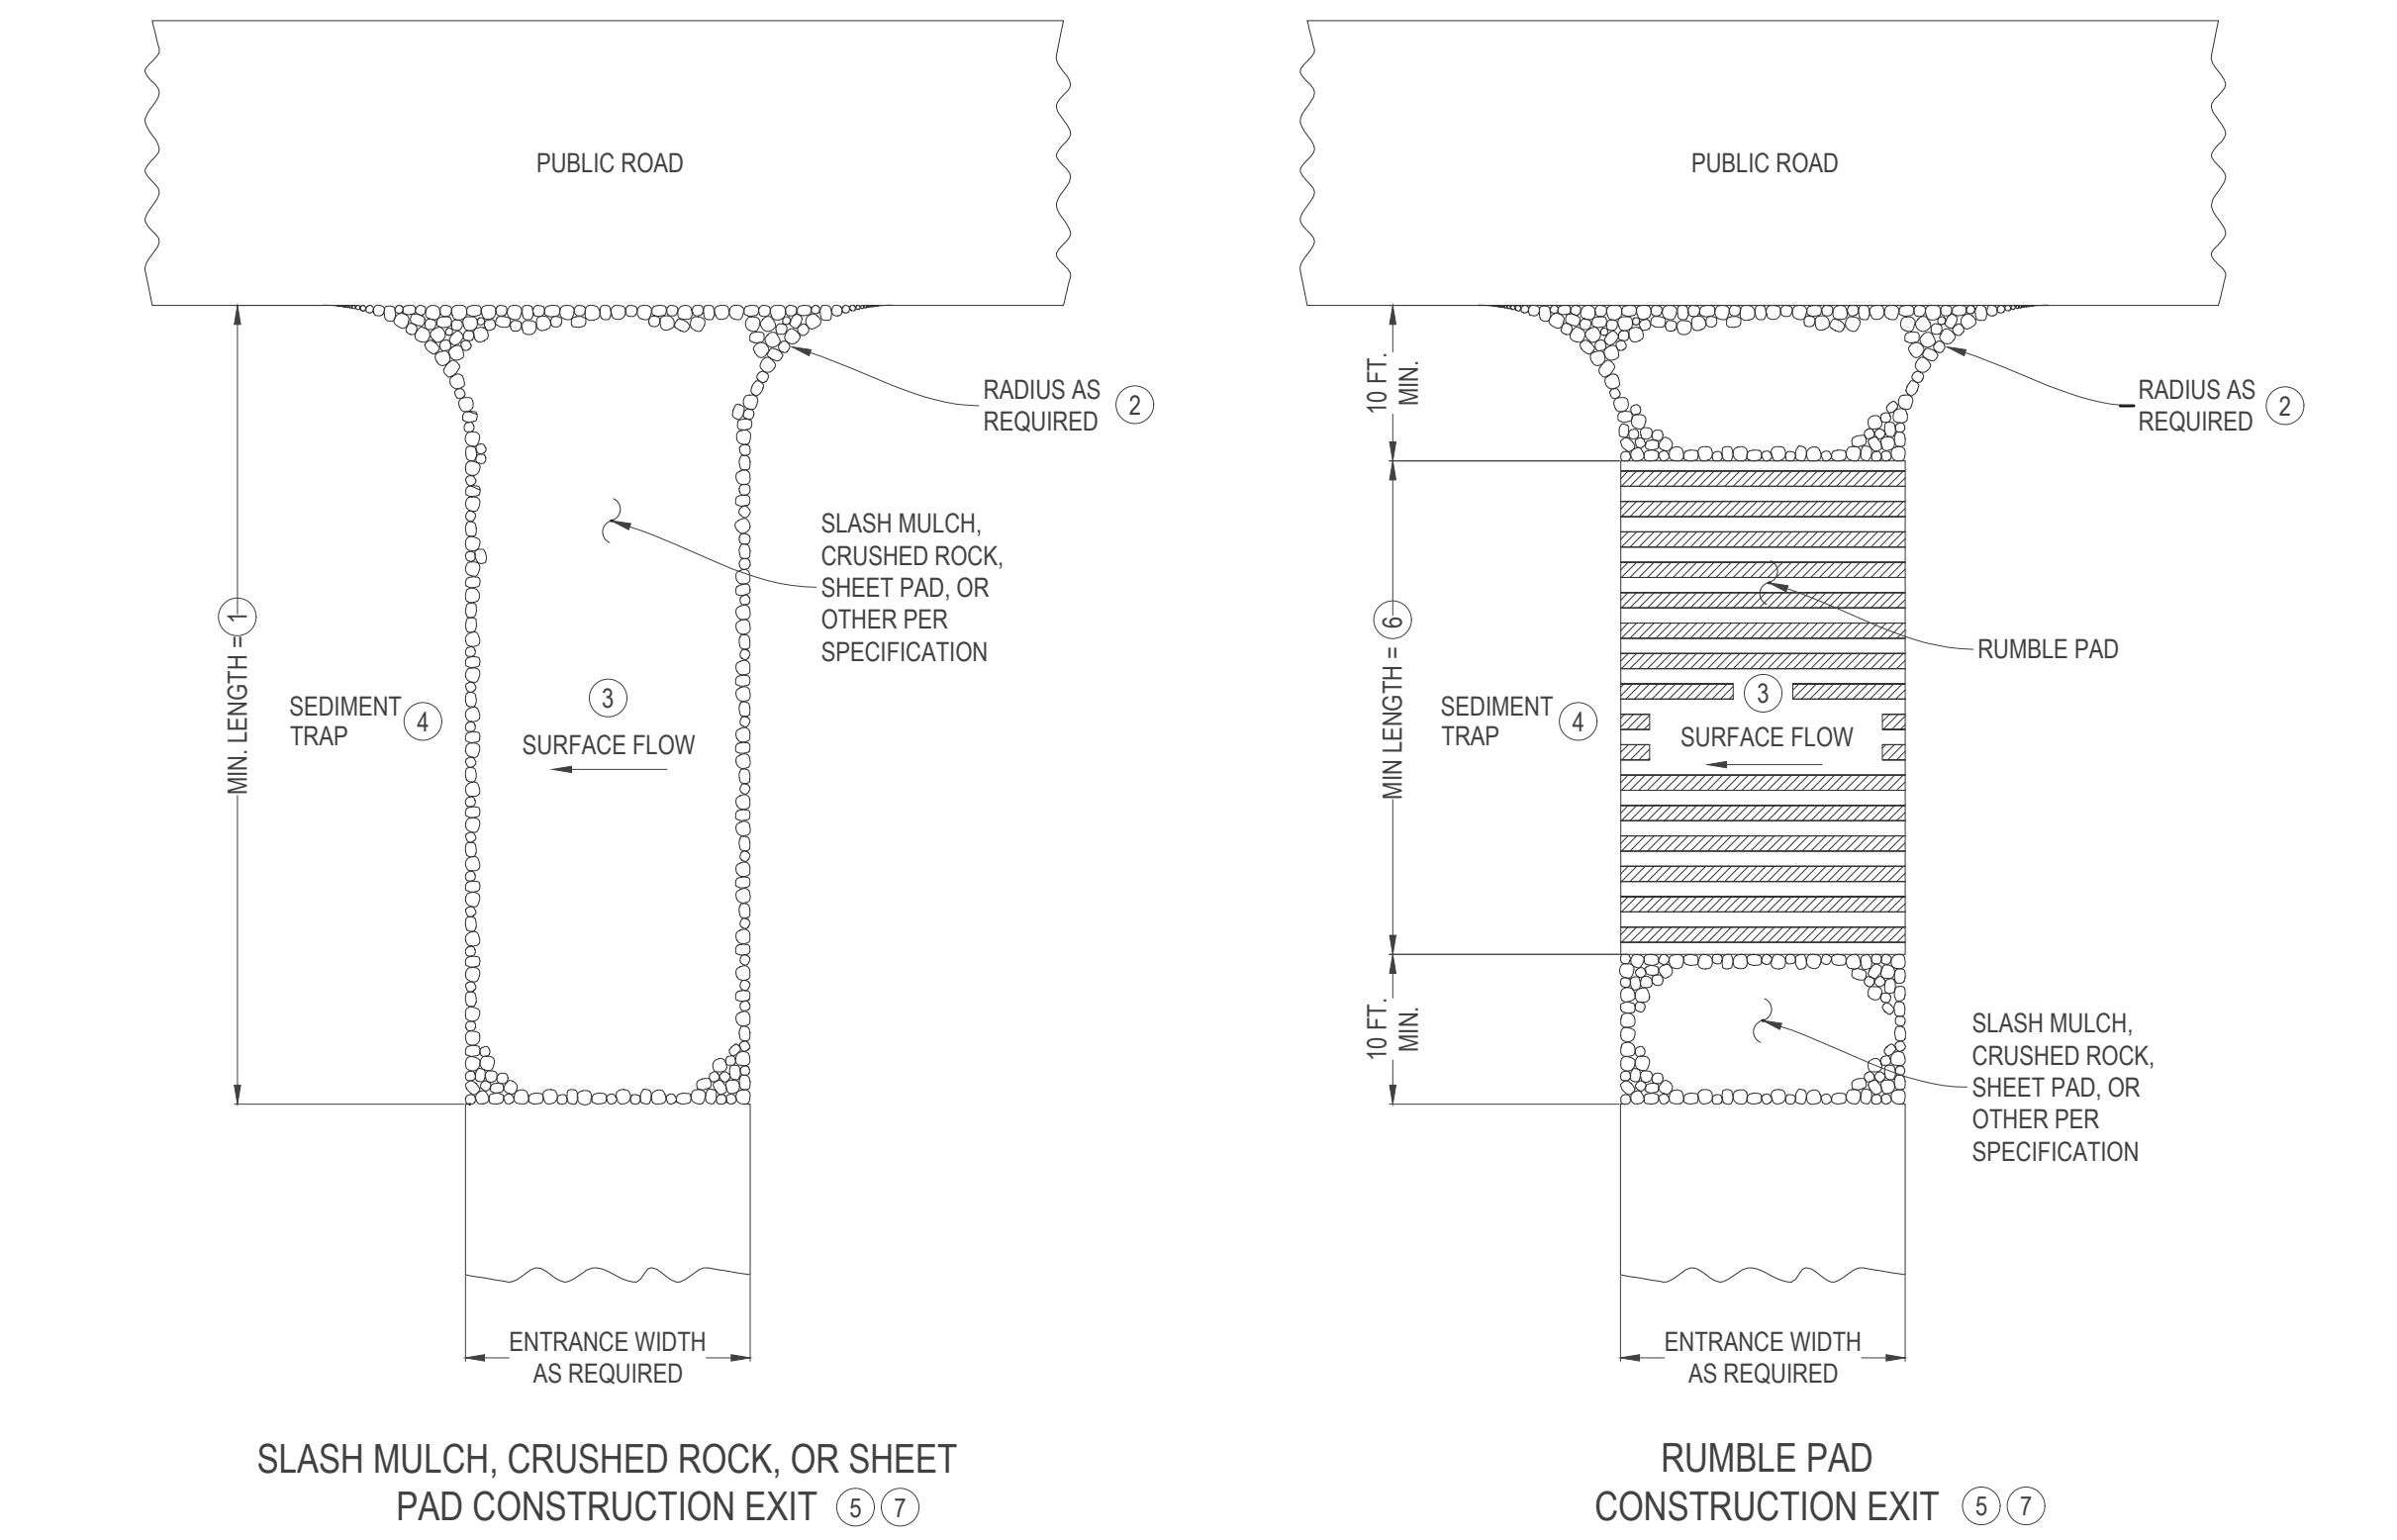 PUBLIC ROAD
MIN. LENGTH = 1
RADIUS AS
REQUIRED 2
SLASH MULCH,
CRUSHED ROCK,
SHEET PAD, OR
OTHER PER
SPECIFICATION
SEDIMENT
TRAP 4
3
SURFACE FLOW
ENTRANCE WIDTH
AS REQUIRED
SLASH MULCH, CRUSHED ROCK, OR SHEET
PAD CONSTRUCTION EXIT 5 7
PUBLIC ROAD
10 FT.
MIN.
RADIUS AS
REQUIRED 2
MIN LENGTH = 6
RUMBLE PAD
SEDIMENT
TRAP 4
3
SURFACE FLOW
10 FT.
MIN.
SLASH MULCH,
CRUSHED ROCK,
SHEET PAD, OR
OTHER PER
SPECIFICATION
ENTRANCE WIDTH
AS REQUIRED
RUMBLE PAD
CONSTRUCTION EXIT 5 7